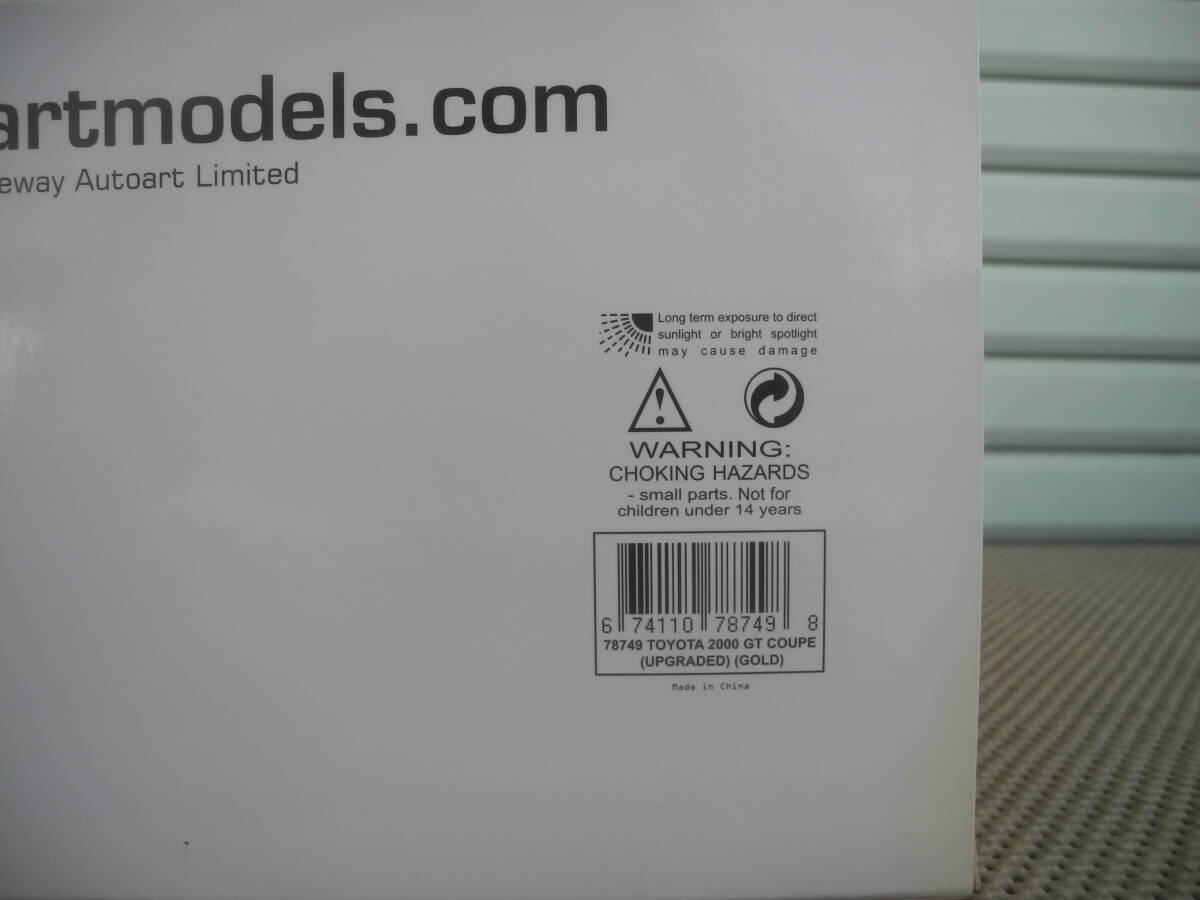 artmodels.com
eway Autoart Limited
Long term exposure to direct
sunlight or bright spotlight
may cause damage
WARNING:
CHOKING HAZARDS
- small parts. Not for
children under 14 years
6 74110 78749 8
78749 TOYOTA 2000 GT COUPE
(UPGRADED) (GOLD)
Made in China